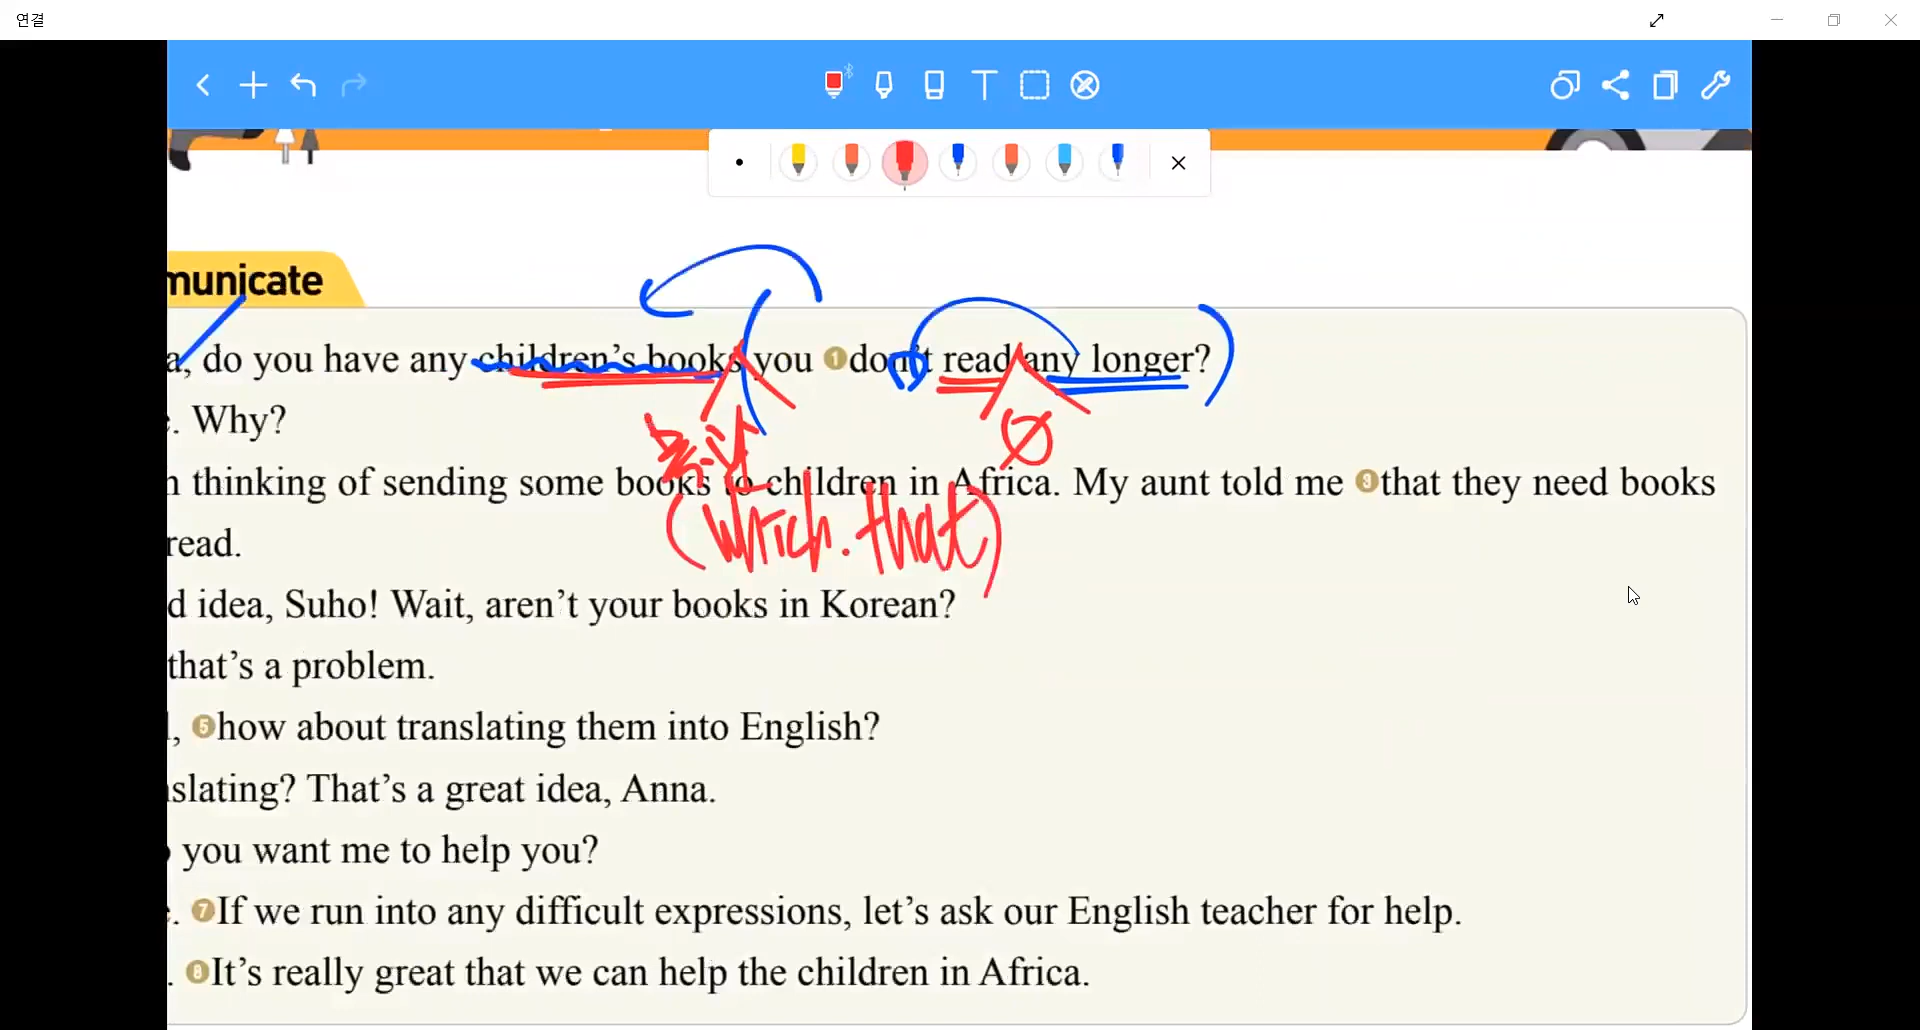 연결
municate
a, do you have any children's books you ❶don't read any longer?
e. Why?
n thinking of sending some books to children in Africa. My aunt told me ❸that they need books
Ø
(which. that)
read.
d idea, Suho! Wait, aren't your books in Korean?
that's a problem.
l, ❺how about translating them into English?
nslating? That's a great idea, Anna.
o you want me to help you?
e. ❼If we run into any difficult expressions, let's ask our English teacher for help.
. ❽It's really great that we can help the children in Africa.